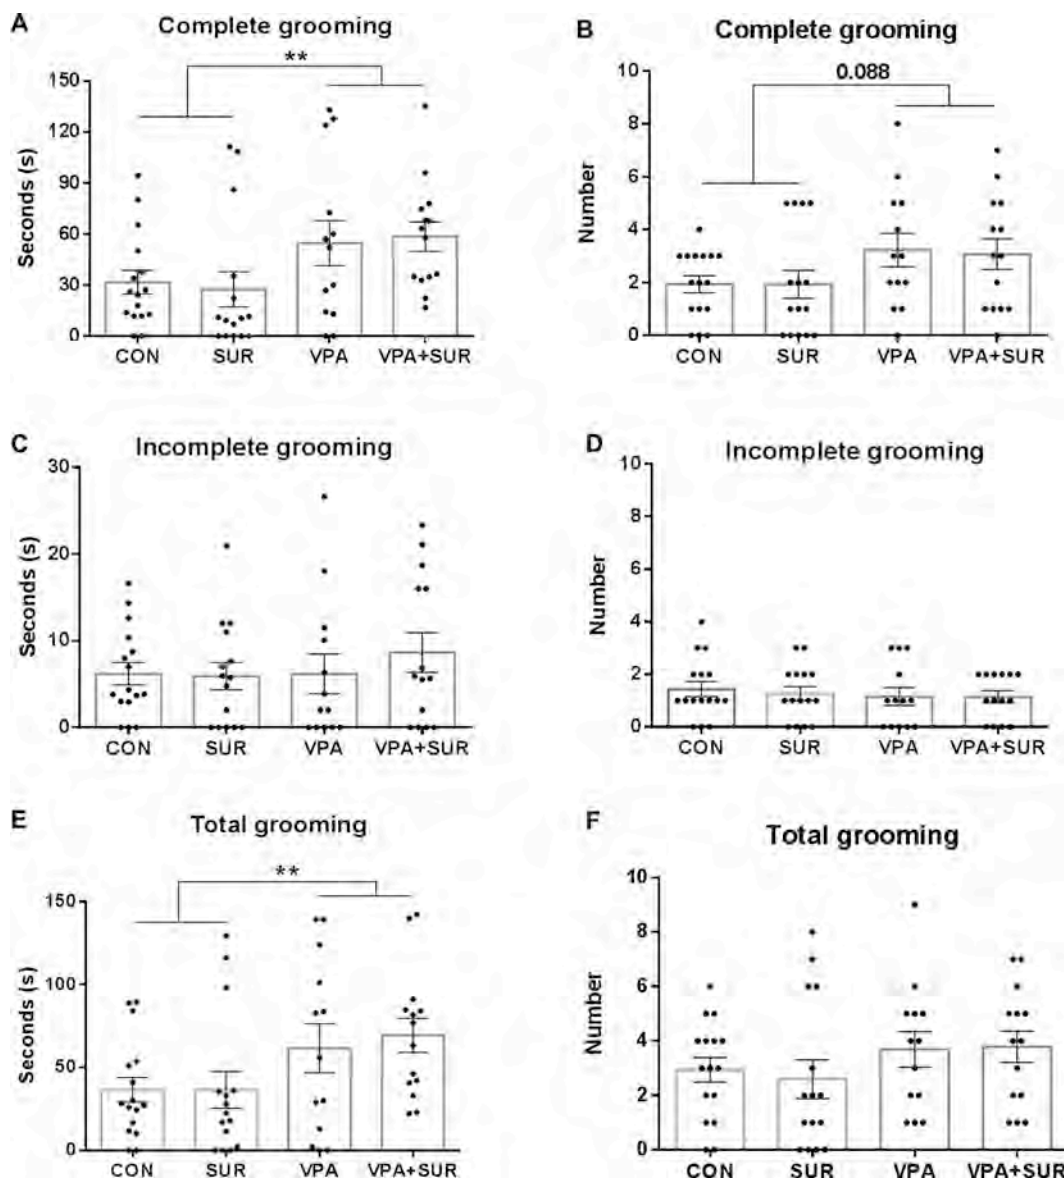 A
Complete grooming
**
150
120
90
60
30
0
Seconds (s)
CON SUR VPA VPA+SUR
B
Complete grooming
0.088
10
8
6
4
2
0
Number
CON SUR VPA VPA+SUR
C
Incomplete grooming
30
20
10
0
Seconds (s)
CON SUR VPA VPA+SUR
D
Incomplete grooming
10
8
6
4
2
0
Number
CON SUR VPA VPA+SUR
E
Total grooming
**
150
100
50
0
Seconds (s)
CON SUR VPA VPA+SUR
F
Total grooming
10
8
6
4
2
0
Number
CON SUR VPA VPA+SUR